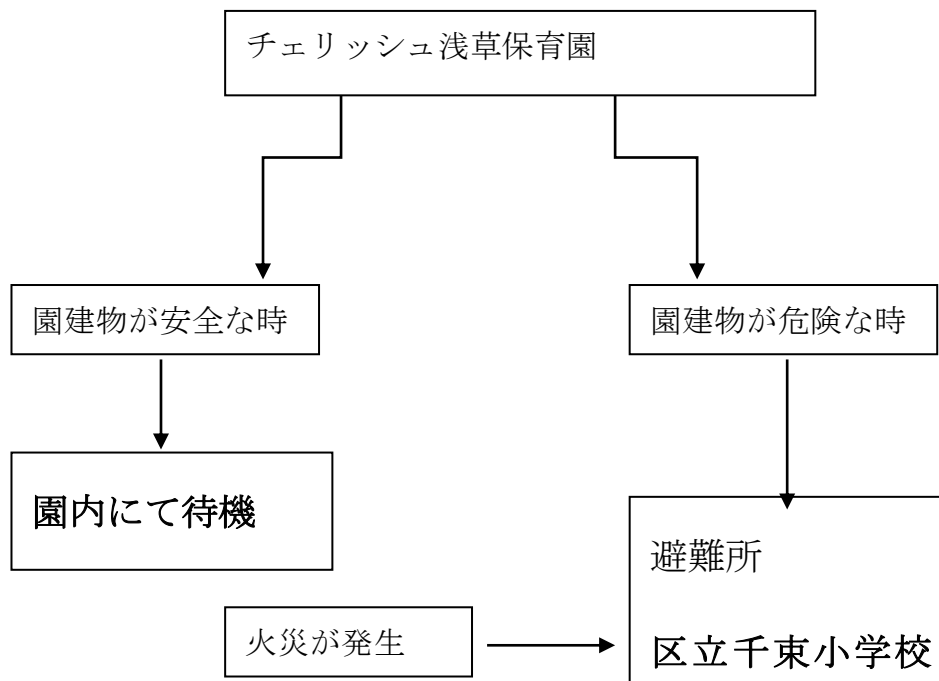 チェリッシュ浅草保育園
園建物が安全な時
園建物が危険な時
園内にて待機
避難所
区立千束小学校
火災が発生